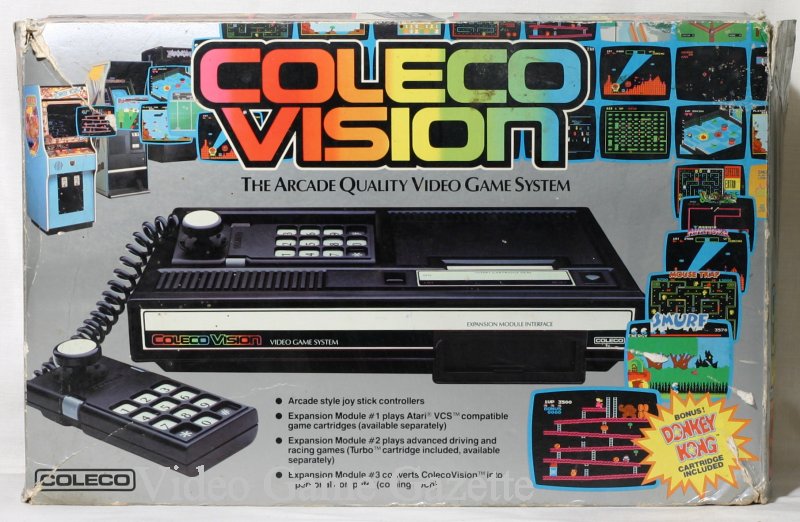 COLECO
VISION
THE ARCADE QUALITY VIDEO GAME SYSTEM
EXPANSION MODULE INTERFACE
COLECOVISION VIDEO GAME SYSTEM
COLECO
MOUSE TRAP
SMURF
• Arcade style joy stick controllers
• Expansion Module #1 plays Atari® VCS™ compatible
game cartridges (available separately)
• Expansion Module #2 plays advanced driving and
racing games (Turbo™ cartridge included, available
separately)
• Expansion Module #3 converts ColecoVision™ into
BONUS!
DONKEY
KONG
CARTRIDGE
INCLUDED
COLECO
Video Game Gazette